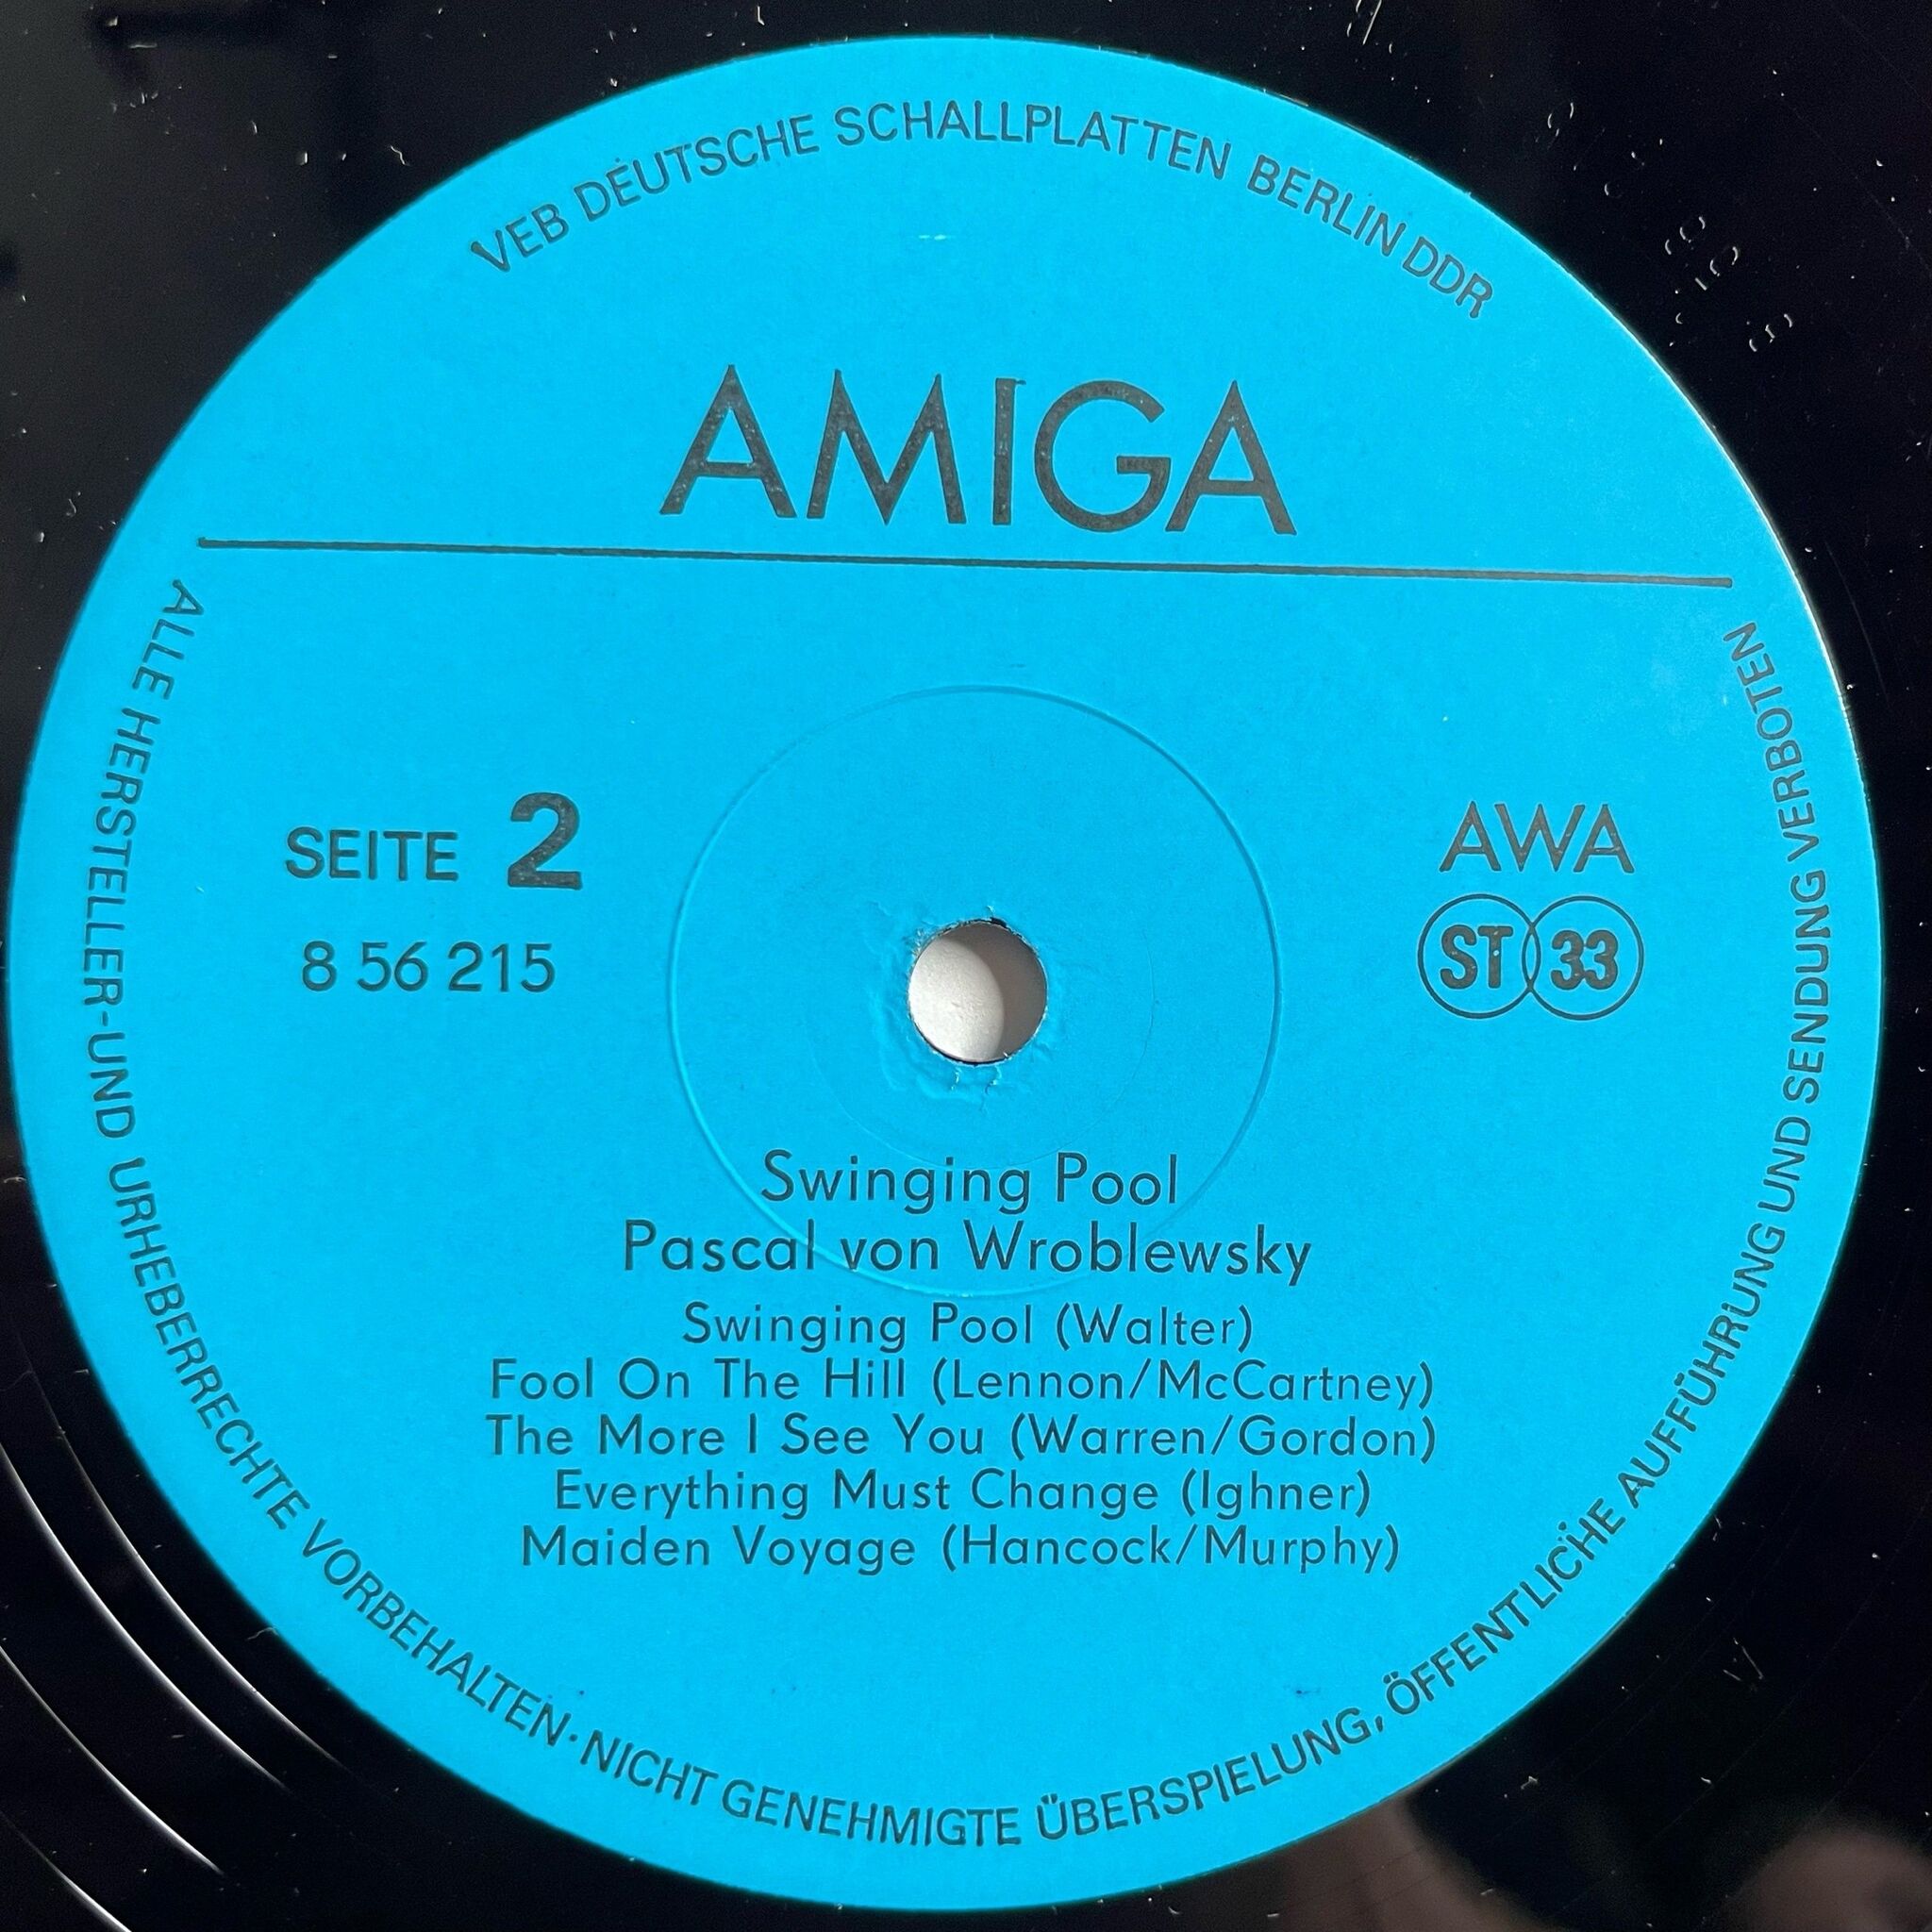 VEB DEUTSCHE SCHALLPLATTEN BERLIN DDR
AMIGA
SEITE 2
8 56 215
AWA
ST 33
Swinging Pool
Pascal von Wroblewsky
Swinging Pool (Walter)
Fool On The Hill (Lennon/McCartney)
The More I See You (Warren/Gordon)
Everything Must Change (Ighner)
Maiden Voyage (Hancock/Murphy)
ALLE HERSTELLER-UND URHEBERRECHTE VORBEHALTEN·NICHT GENEHMIGTE ÜBERSPIELUNG, ÖFFENTLICHE AUFFÜHRUNG UND SENDUNG VERBOTEN